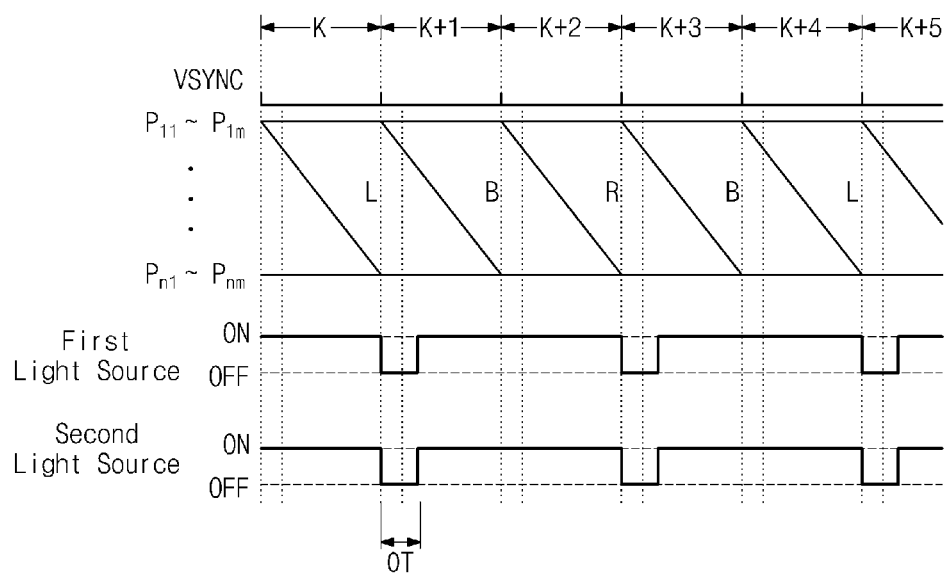 K K+1 K+2 K+3 K+4 K+5
VSYNC
P11 ~ P1m
L B R B L
Pn1 ~ Pnm
First
Light Source
ON
OFF
Second
Light Source
ON
OFF
OT